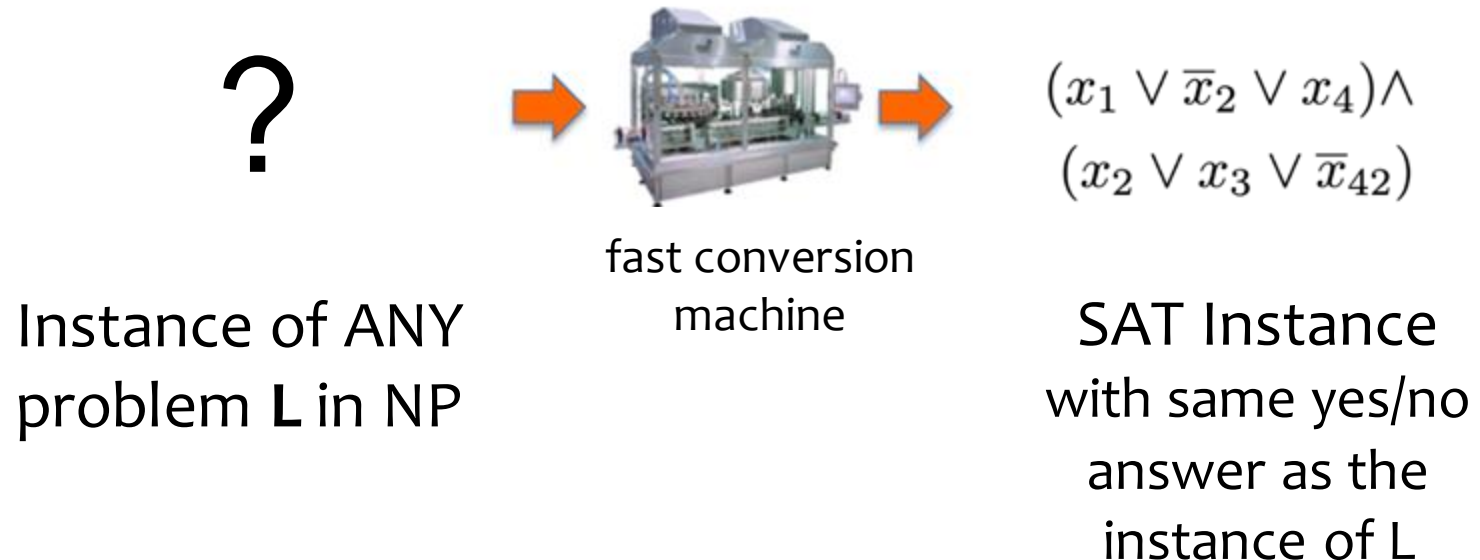 ?
Instance of ANY
problem L in NP
fast conversion
machine
(x₁ ∨ x̅₂ ∨ x₄)∧
(x₂ ∨ x₃ ∨ x̅₄₂)
SAT Instance
with same yes/no
answer as the
instance of L